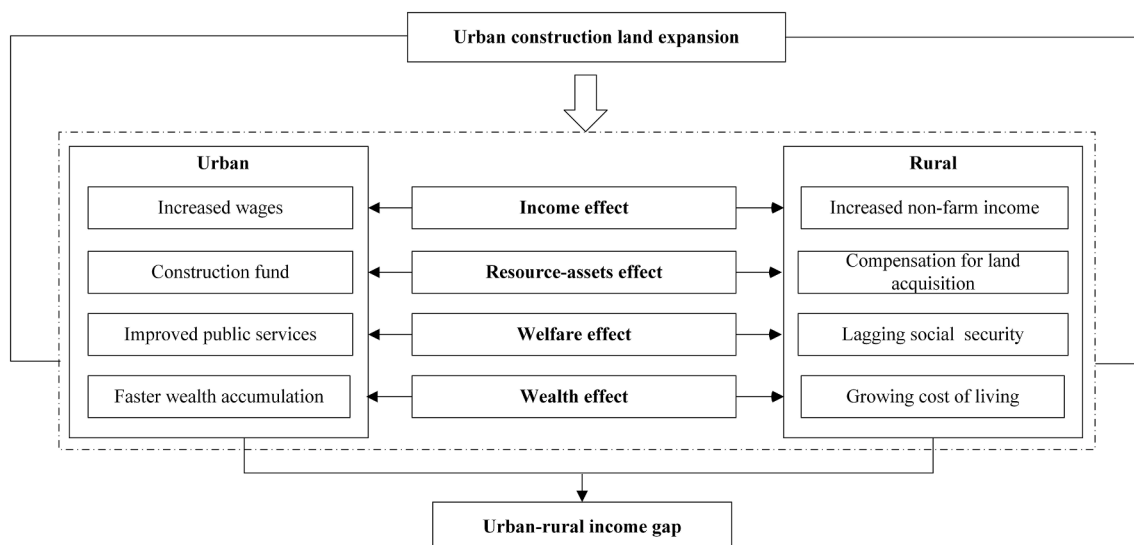 Urban construction land expansion
Urban
Rural
Increased wages
Income effect
Increased non-farm income
Construction fund
Resource-assets effect
Compensation for land
acquisition
Improved public services
Welfare effect
Lagging social security
Faster wealth accumulation
Wealth effect
Growing cost of living
Urban-rural income gap